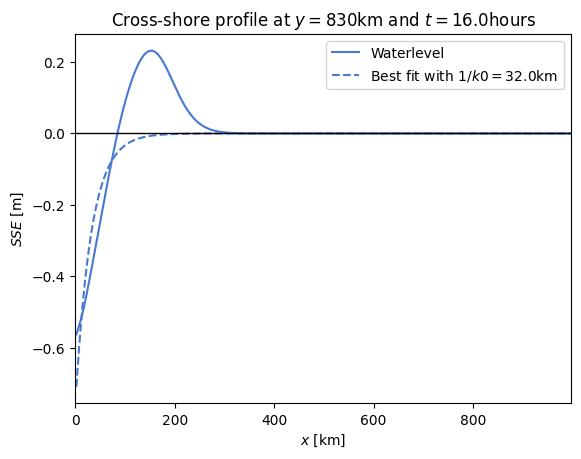 Cross-shore profile at y = 830km and t = 16.0hours
Waterlevel
Best fit with 1/k0 = 32.0km
SSE [m]
0.2
0.0
−0.2
−0.4
−0.6
0 200 400 600 800
x [km]